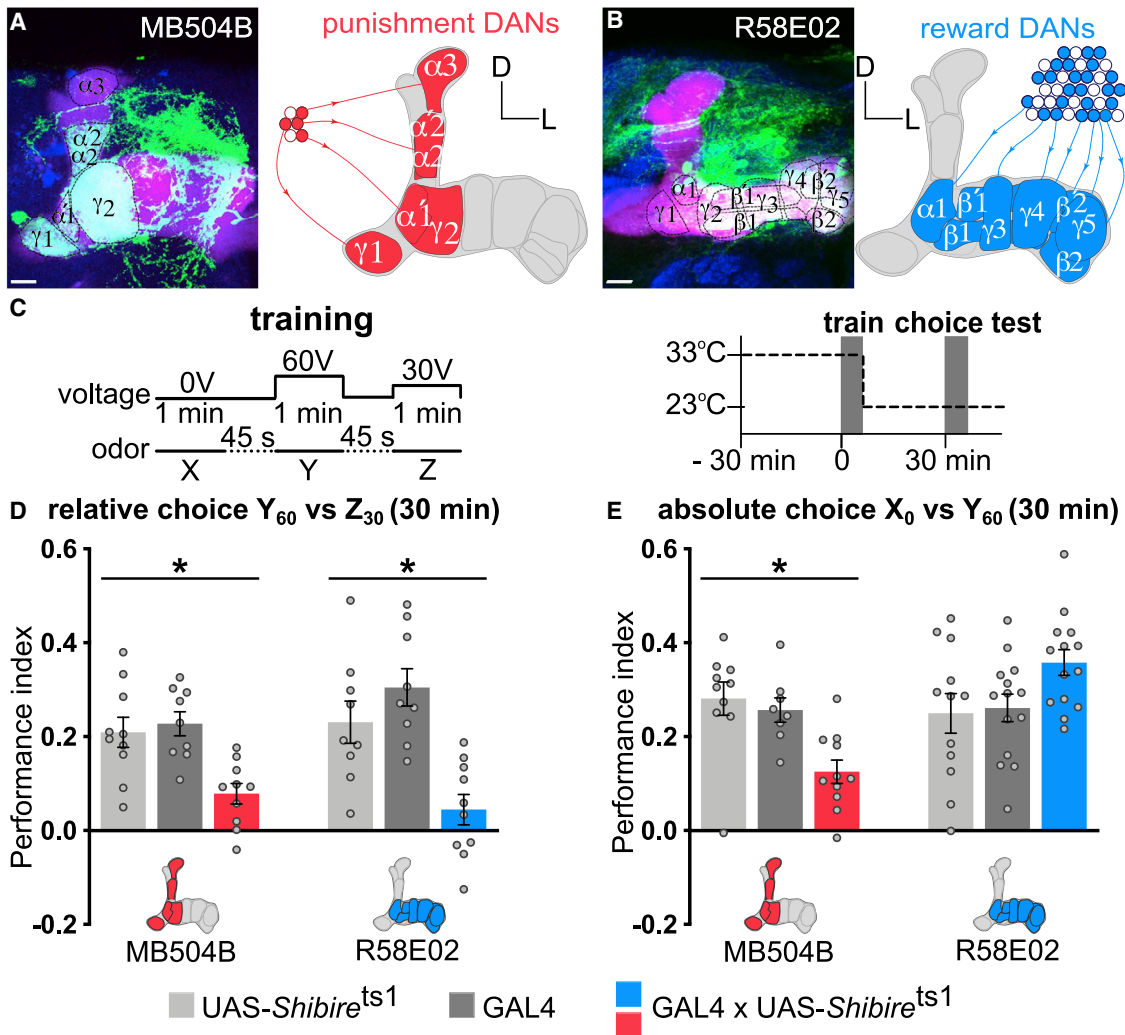 A
MB504B
punishment DANs
α3
α′2
α2
α′1
γ2
γ1
α3
D
L
α′2
α2
α′1
γ2
γ1
B
R58E02
reward DANs
α1
γ1
γ2
β′1
β1
γ3
γ4
β′2
γ5
β2
D
L
α1
β′1
β1
γ3
γ4
β′2
γ5
β2
C
training
voltage
0V
60V
30V
1 min
1 min
1 min
odor
45 s
45 s
X
Y
Z
train choice test
33°C
23°C
- 30 min
0
30 min
D relative choice Y₆₀ vs Z₃₀ (30 min)
Performance index
0.6
0.4
0.2
0.0
-0.2
*
*
MB504B
R58E02
E absolute choice X₀ vs Y₆₀ (30 min)
Performance index
0.6
0.4
0.2
0.0
-0.2
*
MB504B
R58E02
UAS-Shibireᵗˢ¹
GAL4
GAL4 x UAS-Shibireᵗˢ¹